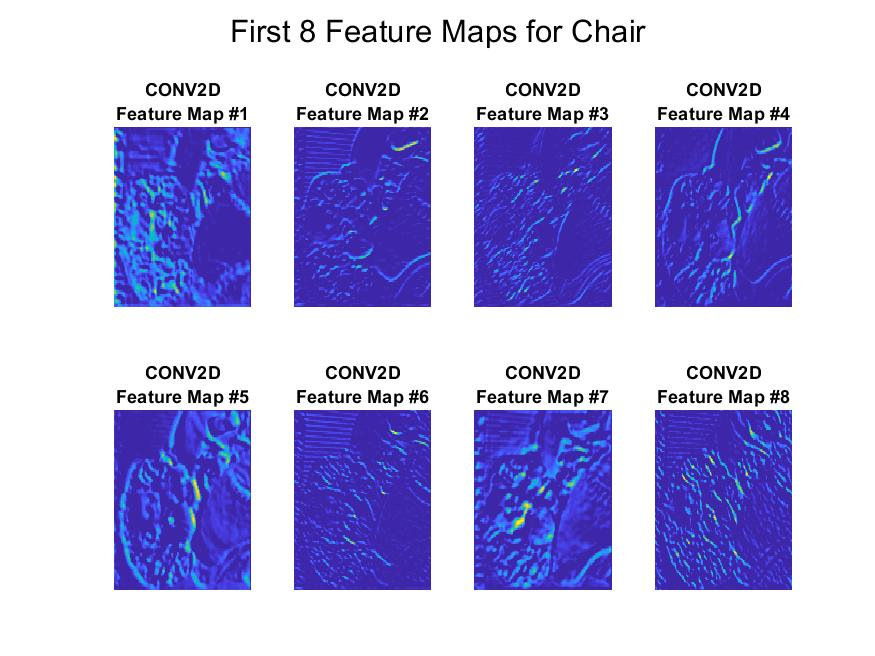 First 8 Feature Maps for Chair
CONV2D
Feature Map #1
CONV2D
Feature Map #2
CONV2D
Feature Map #3
CONV2D
Feature Map #4
CONV2D
Feature Map #5
CONV2D
Feature Map #6
CONV2D
Feature Map #7
CONV2D
Feature Map #8